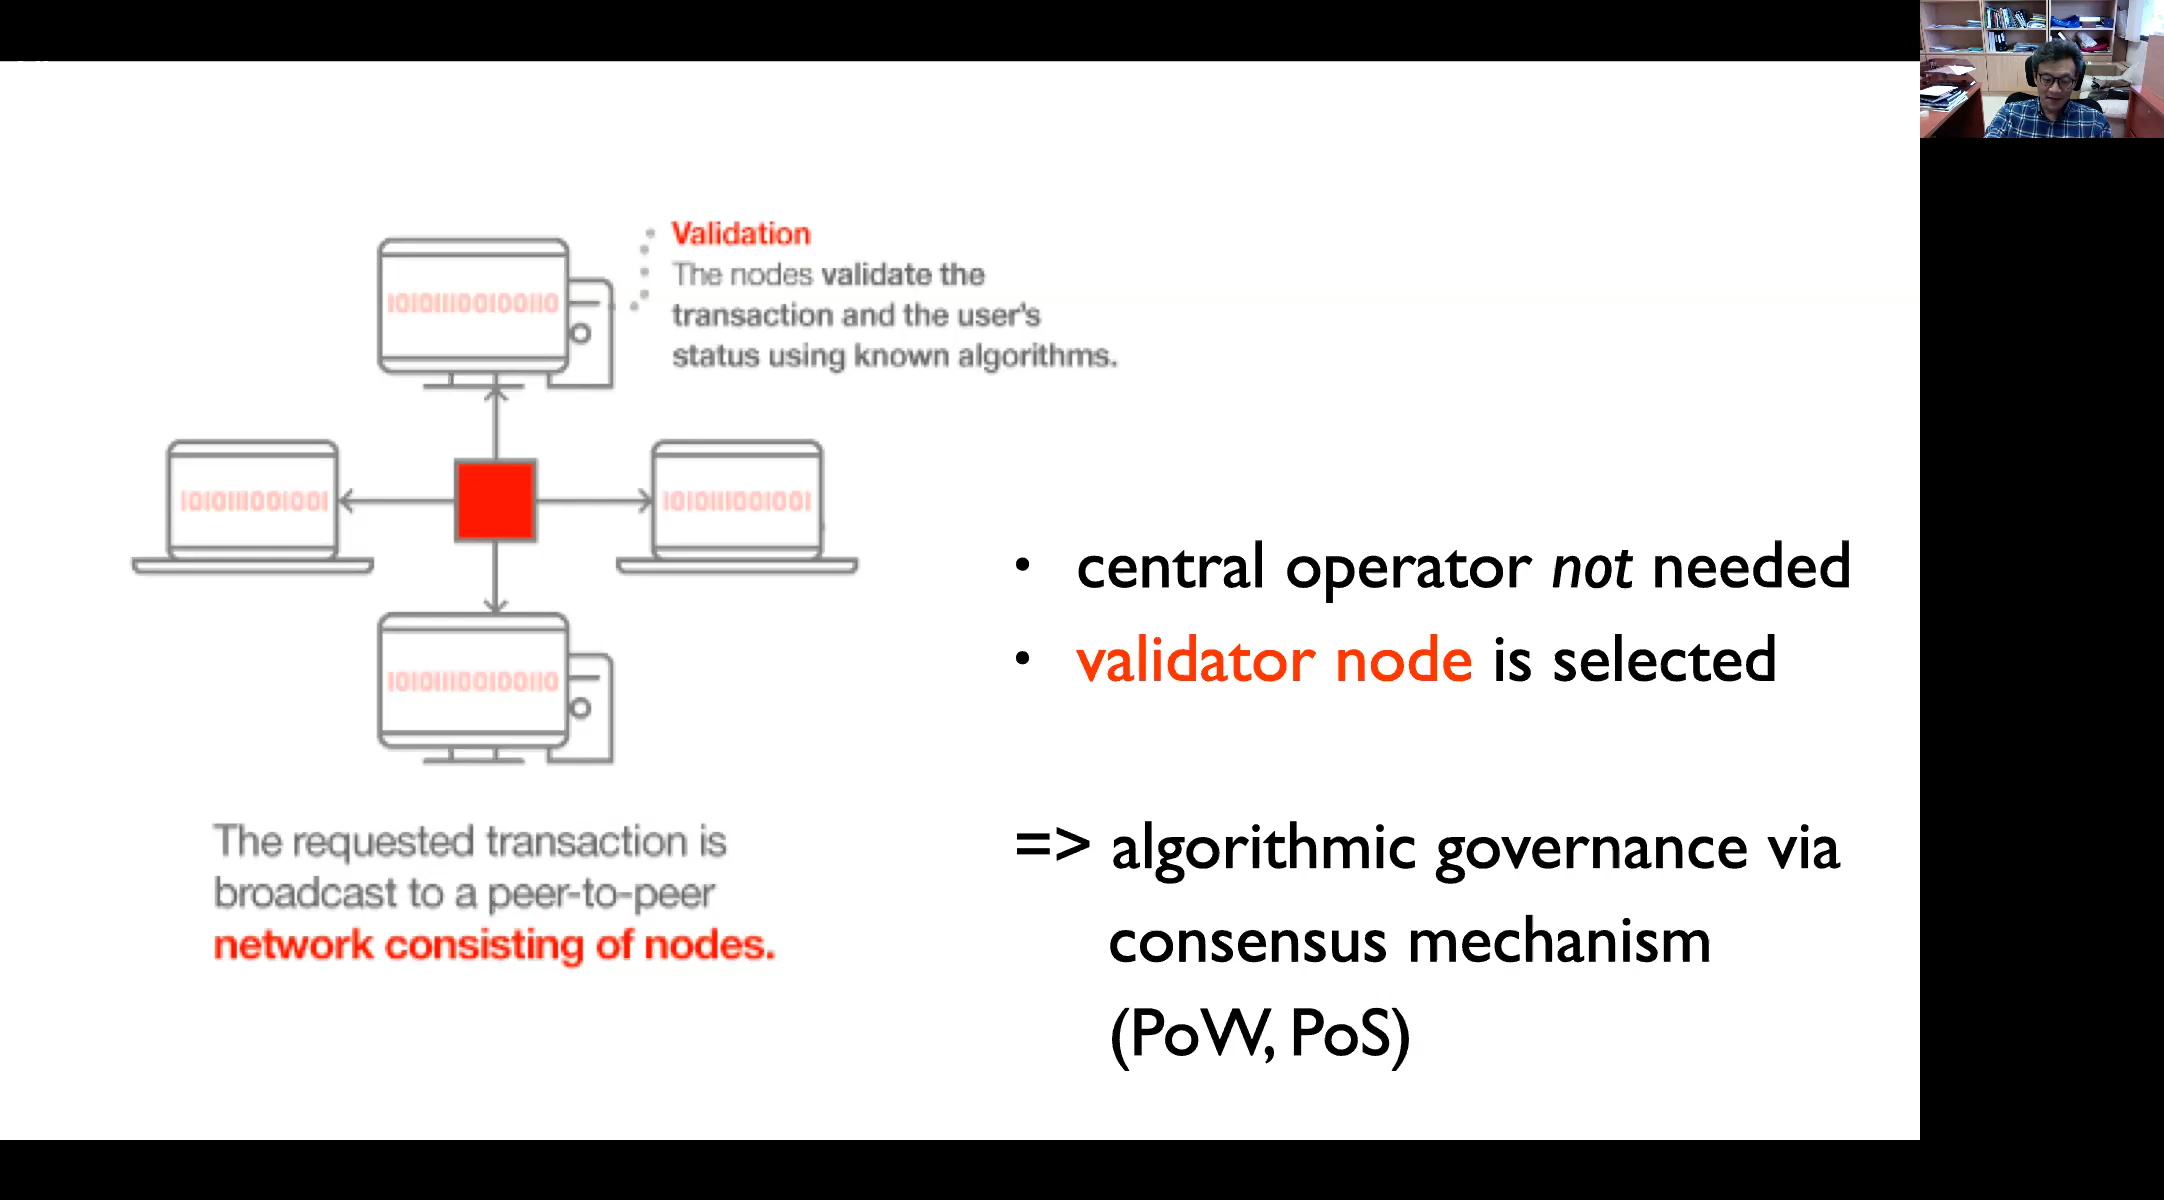 Validation
The nodes validate the
transaction and the user's
status using known algorithms.
101011100100110
1010111001001
1010111001001
101011100100110
The requested transaction is
broadcast to a peer-to-peer
network consisting of nodes.
• central operator not needed
• validator node is selected
=> algorithmic governance via
consensus mechanism
(PoW, PoS)